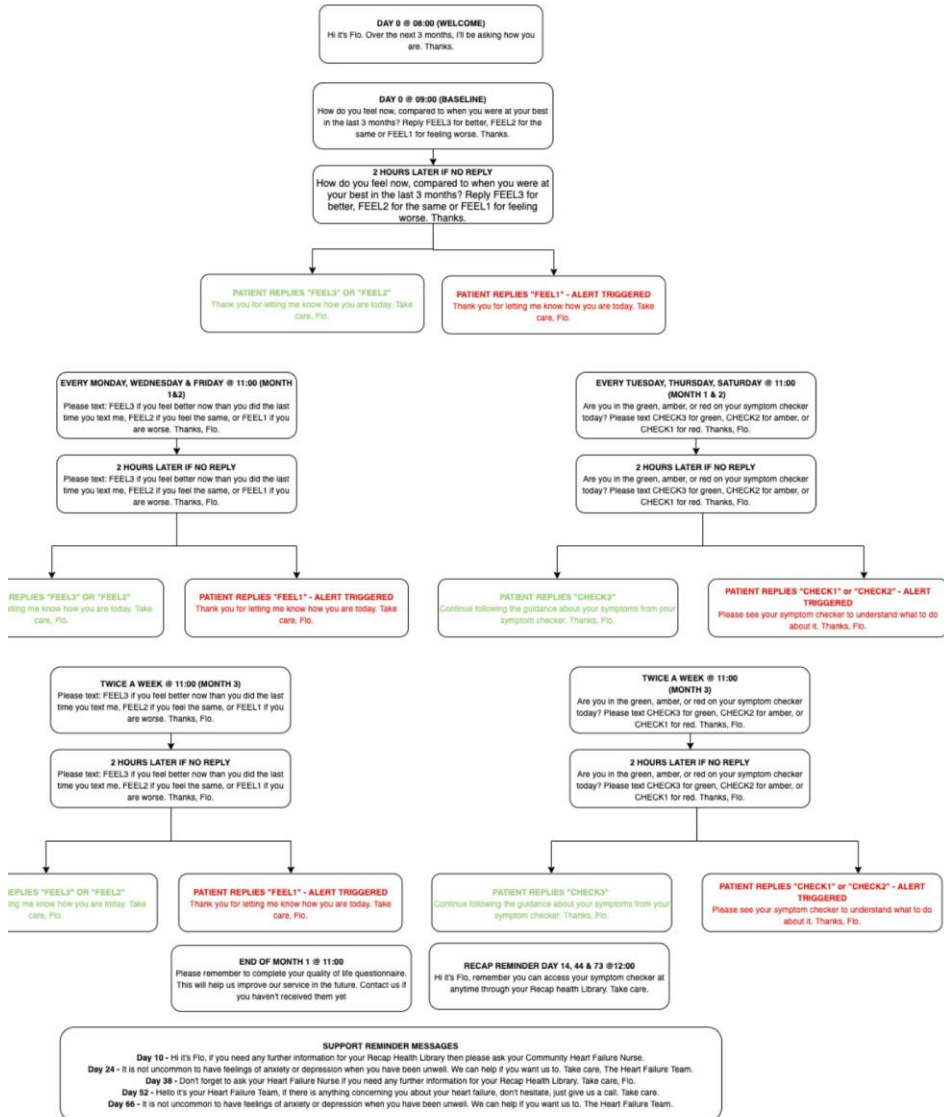 DAY 0 @ 08:00 (WELCOME)
Hi it's Flo. Over the next 3 months, I'll be asking how you
are. Thanks.
DAY 0 @ 09:00 (BASELINE)
How do you feel now, compared to when you were at your best
in the last 3 months? Reply FEEL3 for better, FEEL2 for the
same or FEEL1 for feeling worse. Thanks.
2 HOURS LATER IF NO REPLY
How do you feel now, compared to when you were at
your best in the last 3 months? Reply FEEL3 for
better, FEEL2 for the same or FEEL1 for feeling
worse. Thanks.
PATIENT REPLIES "FEEL3" OR "FEEL2"
Thank you for letting me know how you are today. Take
care, Flo.
PATIENT REPLIES "FEEL1" - ALERT TRIGGERED
Thank you for letting me know how you are today. Take
care, Flo.
EVERY MONDAY, WEDNESDAY & FRIDAY @ 11:00 (MONTH
1&2)
Please text: FEEL3 if you feel better now than you did the last
time you text me, FEEL2 if you feel the same, or FEEL1 if you
are worse. Thanks, Flo.
EVERY TUESDAY, THURSDAY, SATURDAY @ 11:00
(MONTH 1 & 2)
Are you in the green, amber, or red on your symptom checker
today? Please text CHECK3 for green, CHECK2 for amber, or
CHECK1 for red. Thanks, Flo.
2 HOURS LATER IF NO REPLY
Please text: FEEL3 if you feel better now than you did the last
time you text me, FEEL2 if you feel the same, or FEEL1 if you
are worse. Thanks, Flo.
2 HOURS LATER IF NO REPLY
Are you in the green, amber, or red on your symptom checker
today? Please text CHECK3 for green, CHECK2 for amber, or
CHECK1 for red. Thanks, Flo.
REPLIES "FEEL3" OR "FEEL2"
me know how you are today. Take
care, Flo.
PATIENT REPLIES "FEEL1" - ALERT TRIGGERED
Thank you for letting me know how you are today. Take
care, Flo.
PATIENT REPLIES "CHECK3"
Continue following the guidance about your symptoms from your
symptom checker. Thanks, Flo.
PATIENT REPLIES "CHECK1" or "CHECK2" - ALERT
TRIGGERED
Please see your symptom checker to understand what to do
about it. Thanks, Flo.
TWICE A WEEK @ 11:00 (MONTH 3)
Please text: FEEL3 if you feel better now than you did the last
time you text me, FEEL2 if you feel the same, or FEEL1 if you
are worse. Thanks, Flo.
TWICE A WEEK @ 11:00
(MONTH 3)
Are you in the green, amber, or red on your symptom checker
today? Please text CHECK3 for green, CHECK2 for amber, or
CHECK1 for red. Thanks, Flo.
2 HOURS LATER IF NO REPLY
Please text: FEEL3 if you feel better now than you did the last
time you text me, FEEL2 if you feel the same, or FEEL1 if you
are worse. Thanks, Flo.
2 HOURS LATER IF NO REPLY
Are you in the green, amber, or red on your symptom checker
today? Please text CHECK3 for green, CHECK2 for amber, or
CHECK1 for red. Thanks, Flo.
"FEEL3" OR "FEEL2"
me know how you are today. Take
care, Flo.
PATIENT REPLIES "FEEL1" - ALERT TRIGGERED
Thank you for letting me know how you are today. Take
care, Flo.
PATIENT REPLIES "CHECK3"
Continue following the guidance about your symptoms from your
symptom checker. Thanks, Flo.
PATIENT REPLIES "CHECK1" or "CHECK2" - ALERT
TRIGGERED
Please see your symptom checker to understand what to do
about it. Thanks, Flo.
END OF MONTH 1 @ 11:00
Please remember to complete your quality of life questionnaire.
This will help us improve our service in the future. Contact us if
you haven't received them yet
RECAP REMINDER DAY 14, 44 & 73 @12:00
Hi it's Flo, remember you can access your symptom checker at
anytime through your Recap health Library. Take care.
SUPPORT REMINDER MESSAGES
Day 10 - Hi it's Flo, if you need any further information for your Recap Health Library then please ask your Community Heart Failure Nurse.
Day 24 - It is not uncommon to have feelings of anxiety or depression when you have been unwell. We can help if you want us to. Take care, The Heart Failure Team.
Day 38 - Don't forget to ask your Heart Failure Nurse if you need any further information for your Recap Health Library. Take care, Flo.
Day 52 - Hello it's your Heart Failure Team, if there is anything concerning you about your heart failure, don't hesitate, just give us a call. Take care.
Day 66 - It is not uncommon to have feelings of anxiety or depression when you have been unwell. We can help if you want us to. The Heart Failure Team.